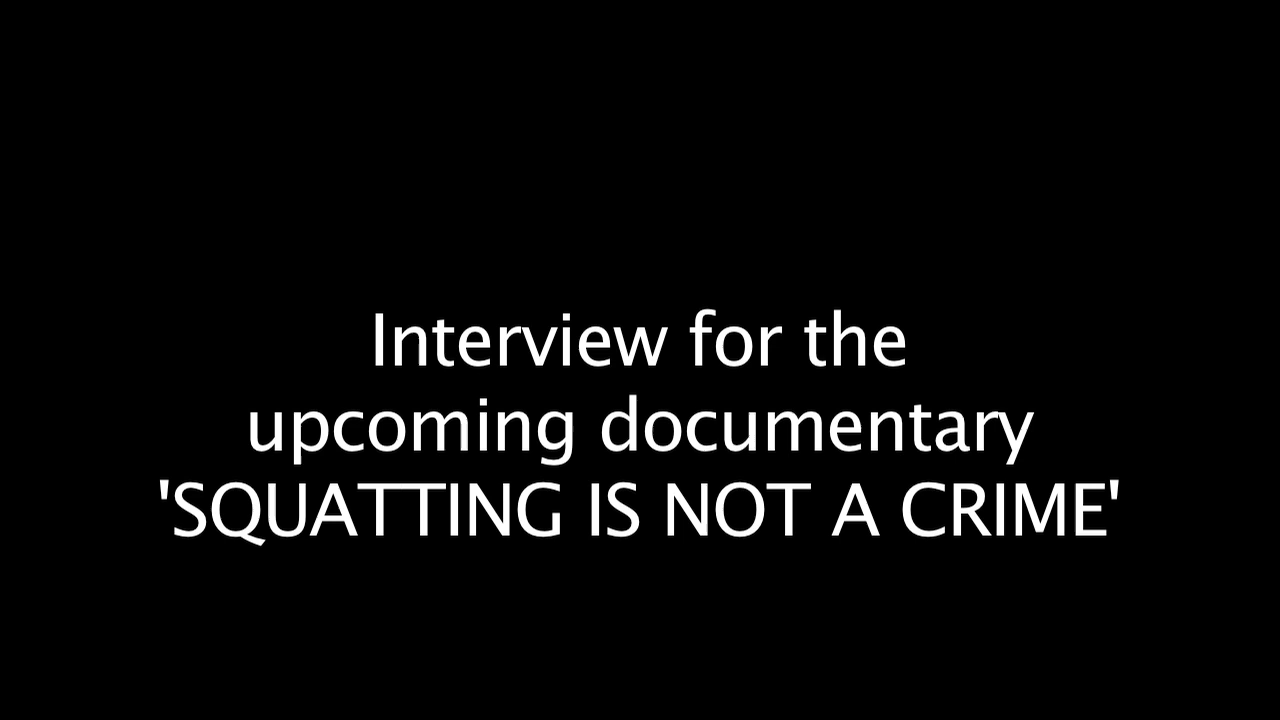 Interview for the
upcoming documentary
'SQUATTING IS NOT A CRIME'